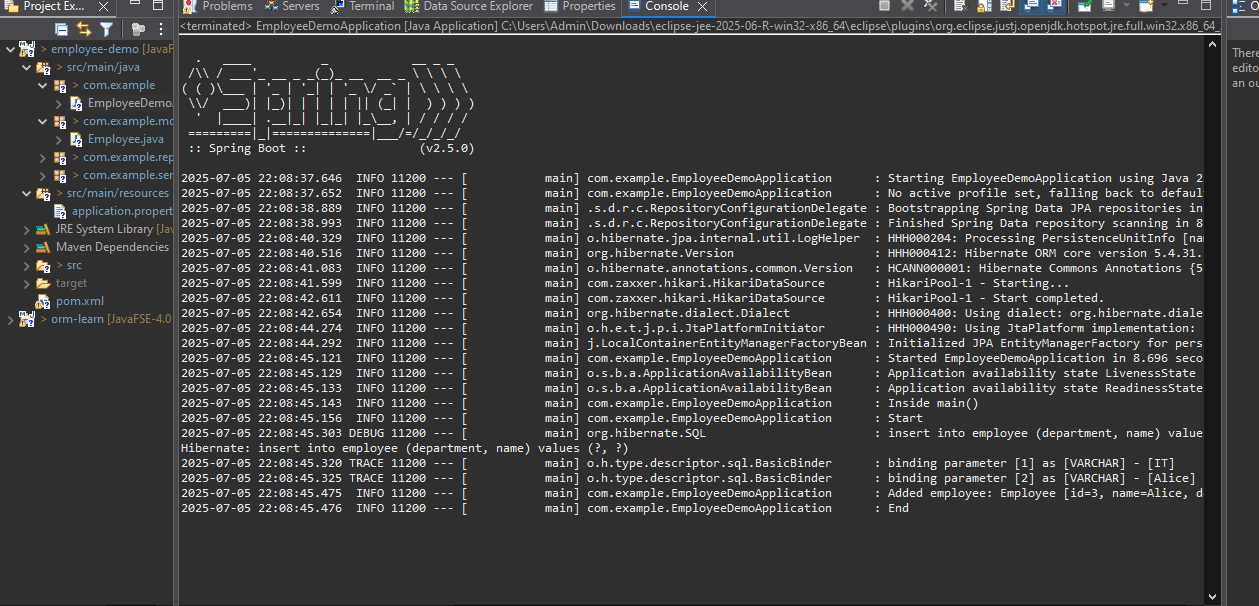 Project Ex...
Problems Servers Terminal Data Source Explorer Properties Console
<terminated> EmployeeDemoApplication [Java Application] C:\Users\Admin\Downloads\eclipse-jee-2025-06-R-win32-x86_64\eclipse\plugins\org.eclipse.justj.openjdk.hotspot.jre.full.win32.x86_64_
> employee-demo [JavaF
> src/main/java
> com.example
> EmployeeDemo.
> com.example.mo
> Employee.java
> com.example.rep
> com.example.ser
> src/main/resources
application.propert
JRE System Library [Jav
Maven Dependencies
> src
target
pom.xml
> orm-learn [JavaFSE-4.0
  .   ____          _            __ _ _
 /\\ / ___'_ __ _ _(_)_ __  __ _ \ \ \ \
( ( )\___ | '_ | '_| | '_ \/ _` | \ \ \ \
 \\/  ___)| |_)| | | | | || (_| |  ) ) ) )
  '  |____| .__|_| |_|_| |_\__, | / / / /
 =========|_|==============|___/=/_/_/_/
 :: Spring Boot ::                (v2.5.0)
2025-07-05 22:08:37.646  INFO 11200 --- [           main] com.example.EmployeeDemoApplication      : Starting EmployeeDemoApplication using Java 2
2025-07-05 22:08:37.652  INFO 11200 --- [           main] com.example.EmployeeDemoApplication      : No active profile set, falling back to defaul
2025-07-05 22:08:38.889  INFO 11200 --- [           main] .s.d.r.c.RepositoryConfigurationDelegate : Bootstrapping Spring Data JPA repositories in
2025-07-05 22:08:38.993  INFO 11200 --- [           main] .s.d.r.c.RepositoryConfigurationDelegate : Finished Spring Data repository scanning in 8
2025-07-05 22:08:40.329  INFO 11200 --- [           main] o.hibernate.jpa.internal.util.LogHelper  : HHH000204: Processing PersistenceUnitInfo [na
2025-07-05 22:08:40.516  INFO 11200 --- [           main] org.hibernate.Version                    : HHH000412: Hibernate ORM core version 5.4.31.
2025-07-05 22:08:41.083  INFO 11200 --- [           main] o.hibernate.annotations.common.Version   : HCANN000001: Hibernate Commons Annotations {5
2025-07-05 22:08:41.599  INFO 11200 --- [           main] com.zaxxer.hikari.HikariDataSource       : HikariPool-1 - Starting...
2025-07-05 22:08:42.611  INFO 11200 --- [           main] com.zaxxer.hikari.HikariDataSource       : HikariPool-1 - Start completed.
2025-07-05 22:08:42.654  INFO 11200 --- [           main] org.hibernate.dialect.Dialect            : HHH000400: Using dialect: org.hibernate.diale
2025-07-05 22:08:44.274  INFO 11200 --- [           main] o.h.e.t.j.p.i.JtaPlatformInitiator       : HHH000490: Using JtaPlatform implementation:
2025-07-05 22:08:44.292  INFO 11200 --- [           main] j.LocalContainerEntityManagerFactoryBean : Initialized JPA EntityManagerFactory for pers
2025-07-05 22:08:45.121  INFO 11200 --- [           main] com.example.EmployeeDemoApplication      : Started EmployeeDemoApplication in 8.696 seco
2025-07-05 22:08:45.129  INFO 11200 --- [           main] o.s.b.a.ApplicationAvailabilityBean      : Application availability state LivenessState
2025-07-05 22:08:45.133  INFO 11200 --- [           main] o.s.b.a.ApplicationAvailabilityBean      : Application availability state ReadinessState
2025-07-05 22:08:45.143  INFO 11200 --- [           main] com.example.EmployeeDemoApplication      : Inside main()
2025-07-05 22:08:45.156  INFO 11200 --- [           main] com.example.EmployeeDemoApplication      : Start
2025-07-05 22:08:45.303 DEBUG 11200 --- [           main] org.hibernate.SQL                        : insert into employee (department, name) value
Hibernate: insert into employee (department, name) values (?, ?)
2025-07-05 22:08:45.320 TRACE 11200 --- [           main] o.h.type.descriptor.sql.BasicBinder      : binding parameter [1] as [VARCHAR] - [IT]
2025-07-05 22:08:45.325 TRACE 11200 --- [           main] o.h.type.descriptor.sql.BasicBinder      : binding parameter [2] as [VARCHAR] - [Alice]
2025-07-05 22:08:45.475  INFO 11200 --- [           main] com.example.EmployeeDemoApplication      : Added employee: Employee [id=3, name=Alice, d
2025-07-05 22:08:45.476  INFO 11200 --- [           main] com.example.EmployeeDemoApplication      : End
O
There
edito
an ou